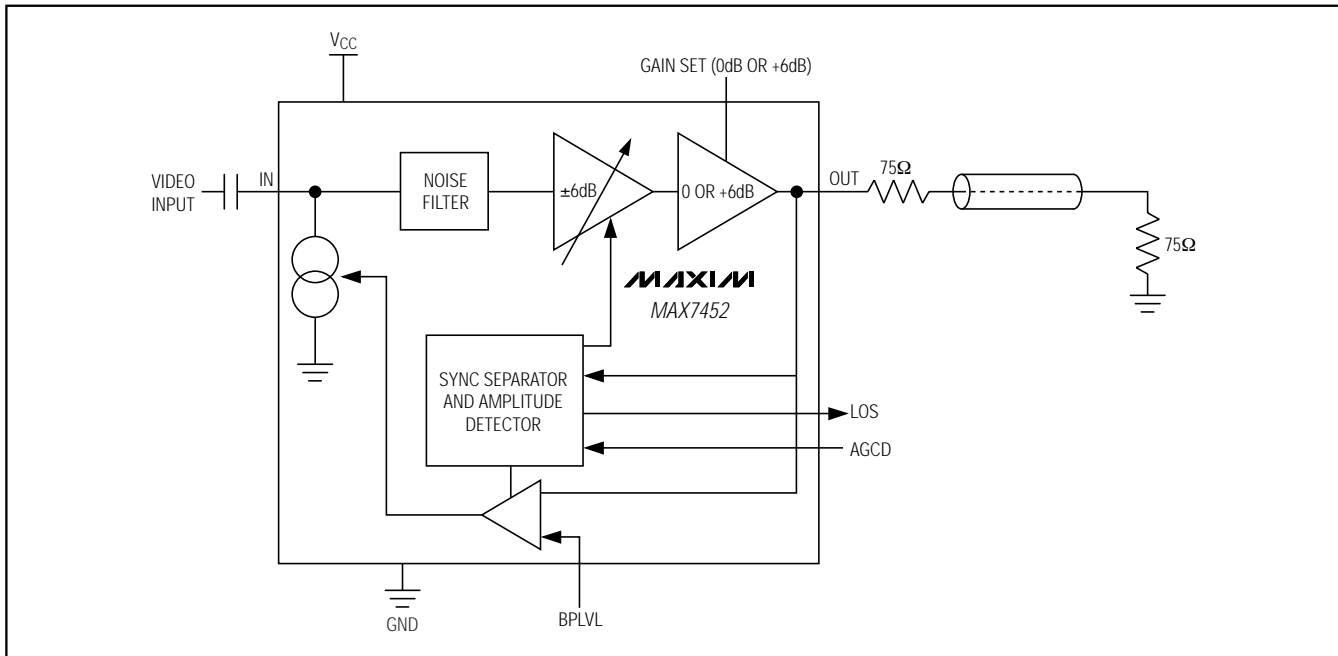 VCC
GAIN SET (0dB OR +6dB)
VIDEO
INPUT
IN
NOISE
FILTER
±6dB
0 OR +6dB
OUT
75Ω
75Ω
MAXIM
MAX7452
SYNC SEPARATOR
AND AMPLITUDE
DETECTOR
LOS
AGCD
GND
BPLVL